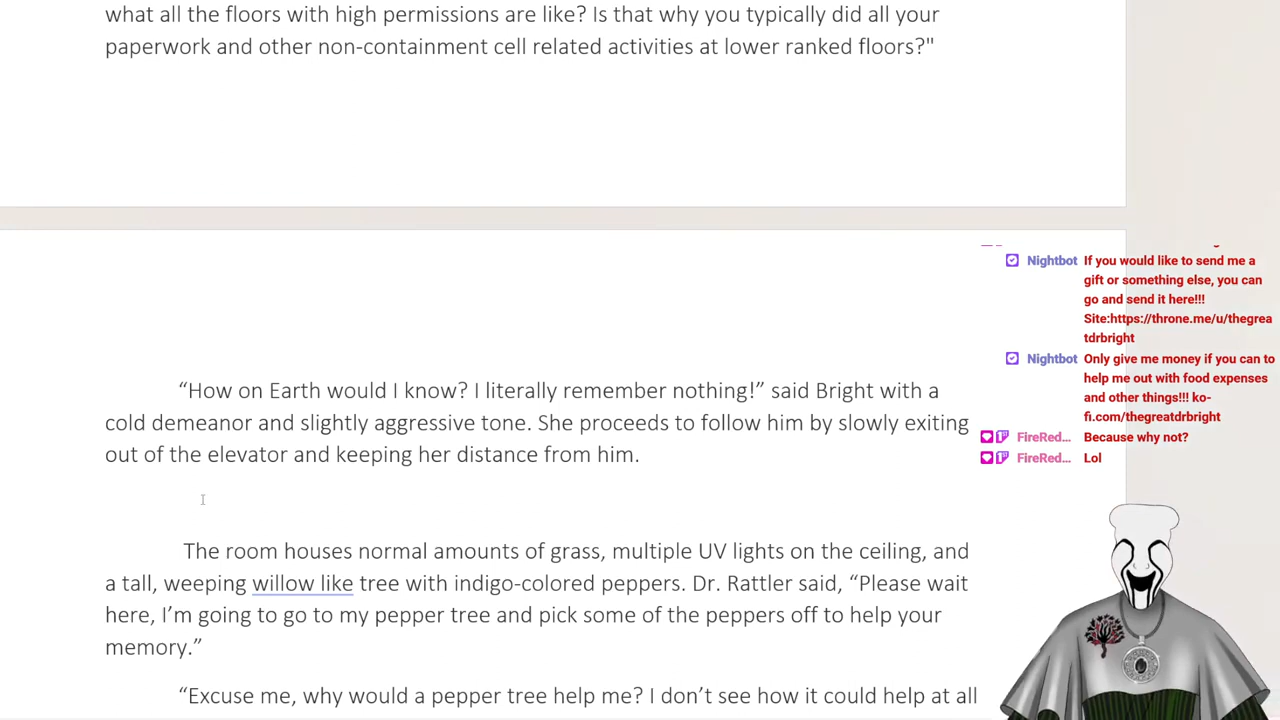 what all the floors with high permissions are like? Is that why you typically did all your
paperwork and other non-containment cell related activities at lower ranked floors?"
“How on Earth would I know? I literally remember nothing!” said Bright with a
cold demeanor and slightly aggressive tone. She proceeds to follow him by slowly exiting
out of the elevator and keeping her distance from him.
The room houses normal amounts of grass, multiple UV lights on the ceiling, and
a tall, weeping willow like tree with indigo-colored peppers. Dr. Rattler said, “Please wait
here, I’m going to go to my pepper tree and pick some of the peppers off to help your
memory.”
“Excuse me, why would a pepper tree help me? I don’t see how it could help at all
Nightbot If you would like to send me a
gift or something else, you can
go and send it here!!!
Site:https://throne.me/u/thegrea
tdrbright
Nightbot Only give me money if you can to
help me out with food expenses
and other things!!! ko-
fi.com/thegreatdrbright
FireRed... Because why not?
FireRed... Lol